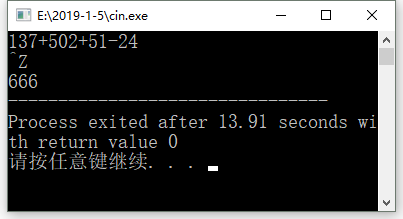 E:\2019-1-5\cin.exe
137+502+51-24
^Z
666
--------------------------------
Process exited after 13.91 seconds wi
th return value 0
请按任意键继续. . .